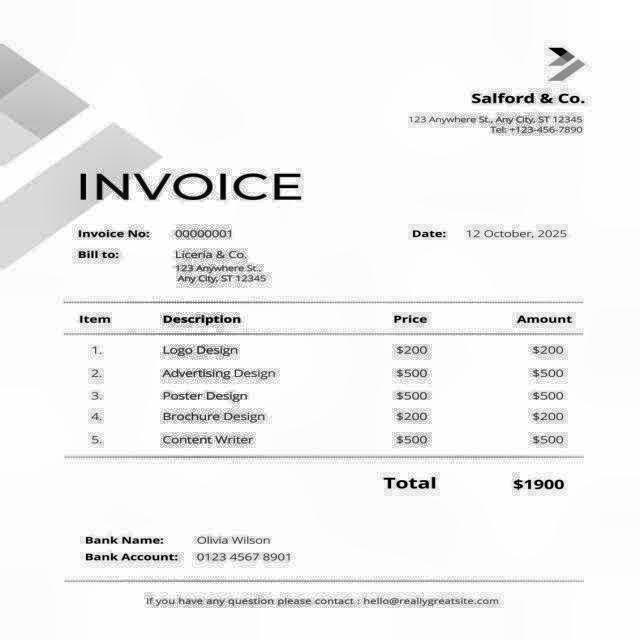 Salford & Co.
123 Anywhere St., Any City, ST 12345
Tel: +123-456-7890
INVOICE
Invoice No: 00000001 Date: 12 October, 2025
Bill to: Liceria & Co.
123 Anywhere St.,
Any City, ST 12345
Item Description Price Amount
1. Logo Design $200 $200
2. Advertising Design $500 $500
3. Poster Design $500 $500
4. Brochure Design $200 $200
5. Content Writer $500 $500
Total $1900
Bank Name: Olivia Wilson
Bank Account: 0123 4567 8901
If you have any question please contact : hello@reallygreatsite.com